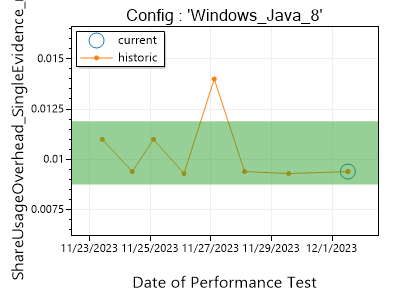 Config : 'Windows_Java_8'
current
historic
ShareUsageOverhead_SingleEvidence_
0.015
0.0125
0.01
0.0075
11/23/2023 11/25/2023 11/27/2023 11/29/2023 12/1/2023
Date of Performance Test